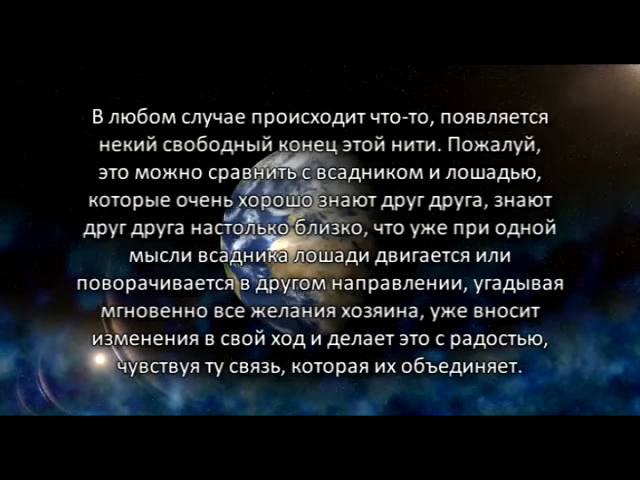 В любом случае происходит что-то, появляется
некий свободный конец этой нити. Пожалуй,
это можно сравнить с всадником и лошадью,
которые очень хорошо знают друг друга, знают
друг друга настолько близко, что уже при одной
мысли всадника лошади двигается или
поворачивается в другом направлении, угадывая
мгновенно все желания хозяина, уже вносит
изменения в свой ход и делает это с радостью,
чувствуя ту связь, которая их объединяет.